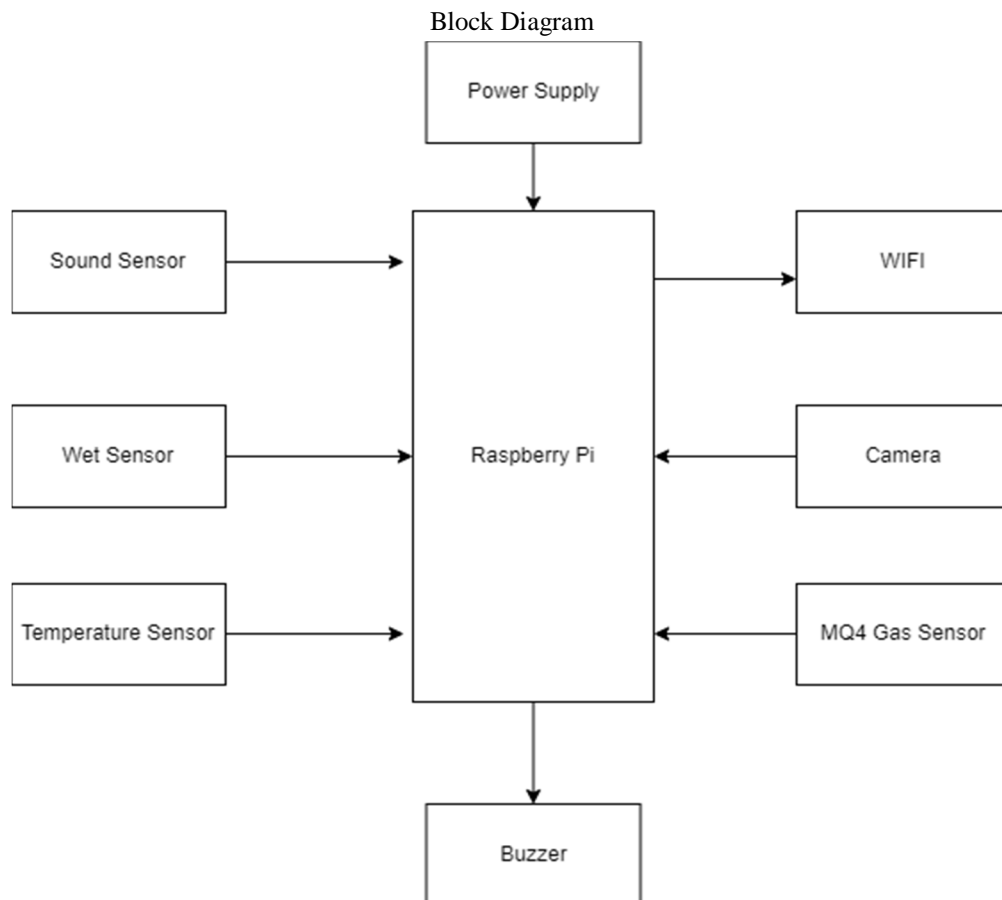 Block Diagram
Power Supply
Sound Sensor
WIFI
Wet Sensor
Raspberry Pi
Camera
Temperature Sensor
MQ4 Gas Sensor
Buzzer